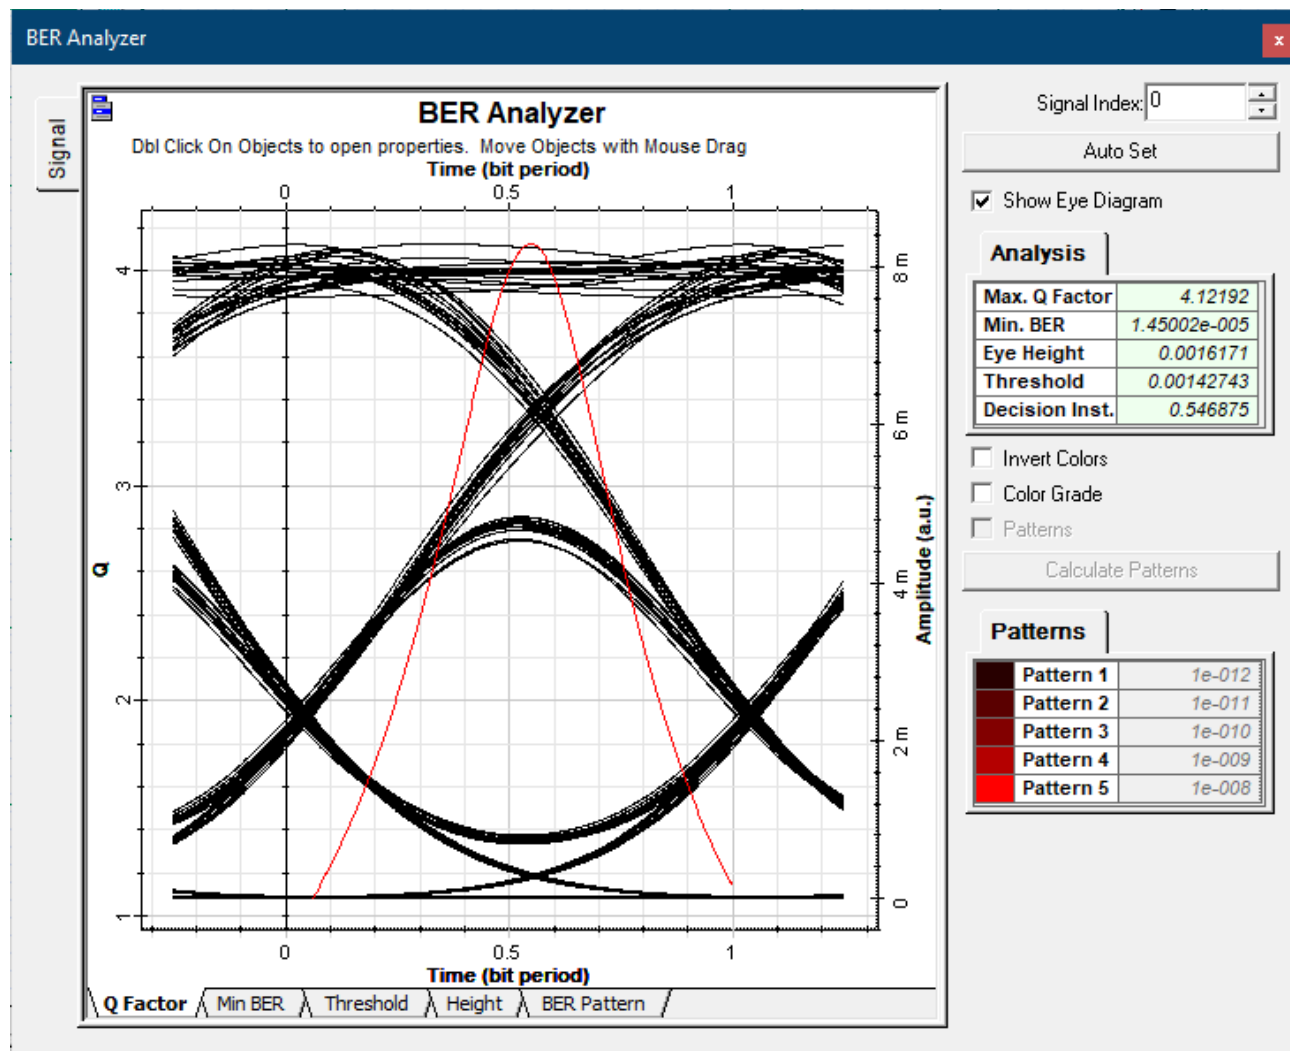 BER Analyzer
x
Signal
BER Analyzer
Dbl Click On Objects to open properties. Move Objects with Mouse Drag
Time (bit period)
0 0.5 1
4
3
2
1
Q
8 m
6 m
4 m
2 m
0
Amplitude (a.u.)
0 0.5 1
Time (bit period)
Q Factor Min BER Threshold Height BER Pattern
Signal Index: 0
Auto Set
Show Eye Diagram
Analysis
Max. Q Factor 4.12192
Min. BER 1.45002e-005
Eye Height 0.0016171
Threshold 0.00142743
Decision Inst. 0.546875
Invert Colors
Color Grade
Patterns
Calculate Patterns
Patterns
Pattern 1 1e-012
Pattern 2 1e-011
Pattern 3 1e-010
Pattern 4 1e-009
Pattern 5 1e-008